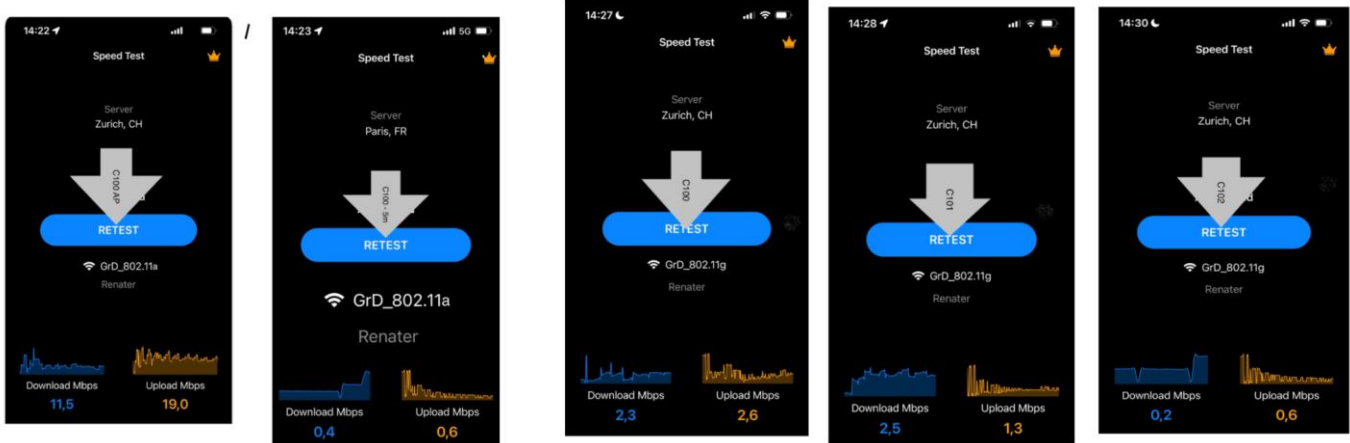 14:22
Speed Test
Server
Zurich, CH
C100 AP
RETEST
GrD_802.11a
Renater
Download Mbps
Upload Mbps
11,5
19,0
/
14:23
5G
Speed Test
Server
Paris, FR
C100 - 5m
RETEST
GrD_802.11a
Renater
Download Mbps
Upload Mbps
0,4
0,6
14:27
Speed Test
Server
Zurich, CH
C100
RETEST
GrD_802.11g
Renater
Download Mbps
Upload Mbps
2,3
2,6
14:28
Speed Test
Server
Zurich, CH
C101
RETEST
GrD_802.11g
Renater
Download Mbps
Upload Mbps
2,5
1,3
14:30
Speed Test
Server
Zurich, CH
C102
RETEST
GrD_802.11g
Renater
Download Mbps
Upload Mbps
0,2
0,6